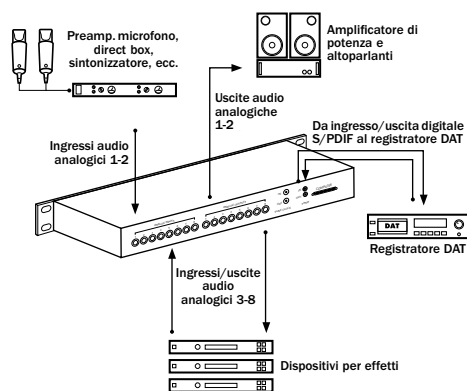 Preamp. microfono,
direct box,
sintonizzatore, ecc.
Amplificatore di
potenza e
altoparlanti
Uscite audio
analogiche
1-2
Ingressi audio
analogici 1-2
Da ingresso/uscita digitale
S/PDIF al registratore DAT
DAT
Registratore DAT
Ingressi/uscite
audio
analogici 3-8
Dispositivi per effetti